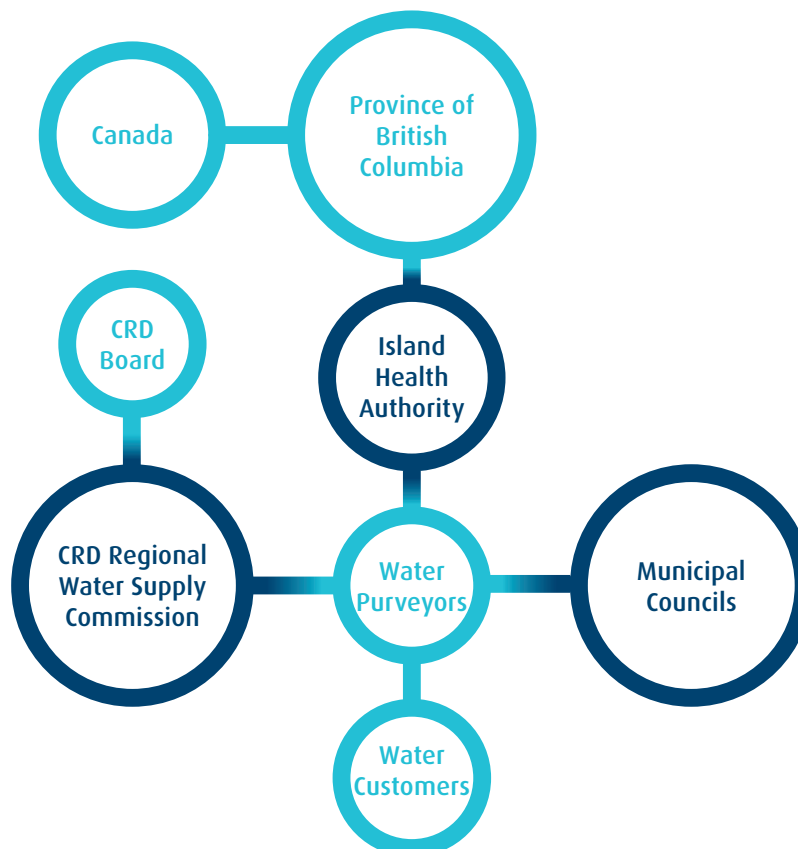 Canada
Province of
British
Columbia
CRD
Board
Island
Health
Authority
CRD Regional
Water Supply
Commission
Water
Purveyors
Municipal
Councils
Water
Customers